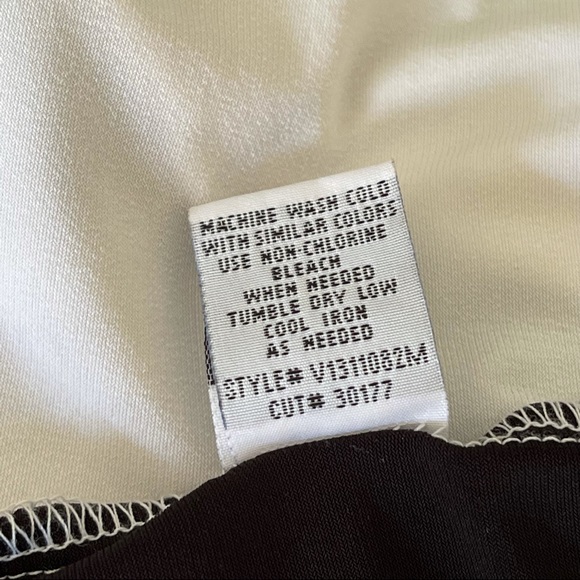 MACHINE WASH COLD
WITH SIMILAR COLORS
USE NON-CHLORINE
BLEACH
WHEN NEEDED
TUMBLE DRY LOW
COOL IRON
AS NEEDED
STYLE# V1311082M
CUT# 30177